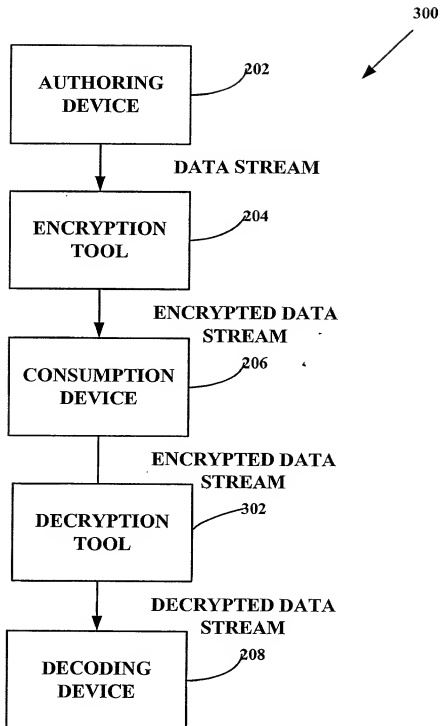 300
AUTHORING
DEVICE
202
DATA STREAM
ENCRYPTION
TOOL
204
ENCRYPTED DATA
STREAM
CONSUMPTION
DEVICE
206
ENCRYPTED DATA
STREAM
DECRYPTION
TOOL
302
DECRYPTED DATA
STREAM
DECODING
DEVICE
208